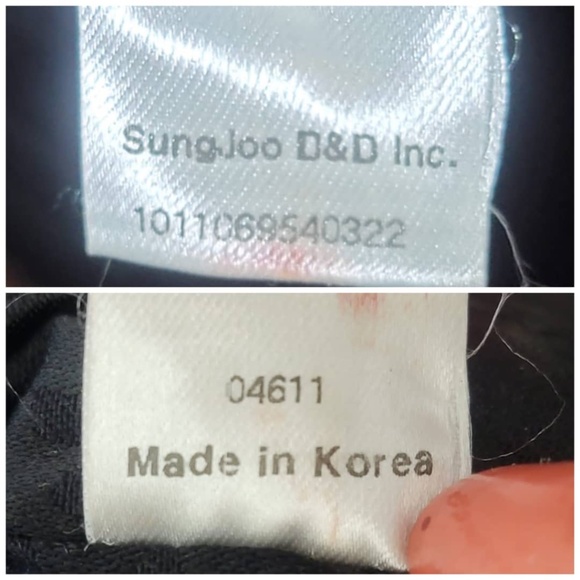 SungJoo D&D Inc.
1011069540322
04611
Made in Korea